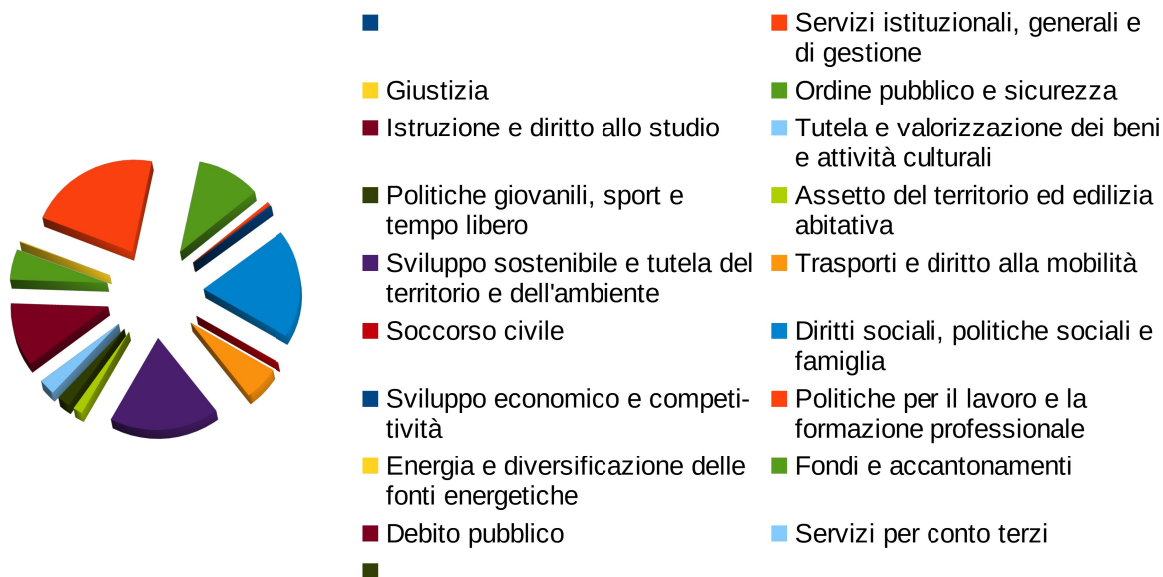 Servizi istituzionali, generali e
di gestione
Giustizia
Ordine pubblico e sicurezza
Istruzione e diritto allo studio
Tutela e valorizzazione dei beni
e attività culturali
Politiche giovanili, sport e
tempo libero
Assetto del territorio ed edilizia
abitativa
Sviluppo sostenibile e tutela del
territorio e dell'ambiente
Trasporti e diritto alla mobilità
Soccorso civile
Diritti sociali, politiche sociali e
famiglia
Sviluppo economico e competi-
tività
Politiche per il lavoro e la
formazione professionale
Energia e diversificazione delle
fonti energetiche
Fondi e accantonamenti
Debito pubblico
Servizi per conto terzi